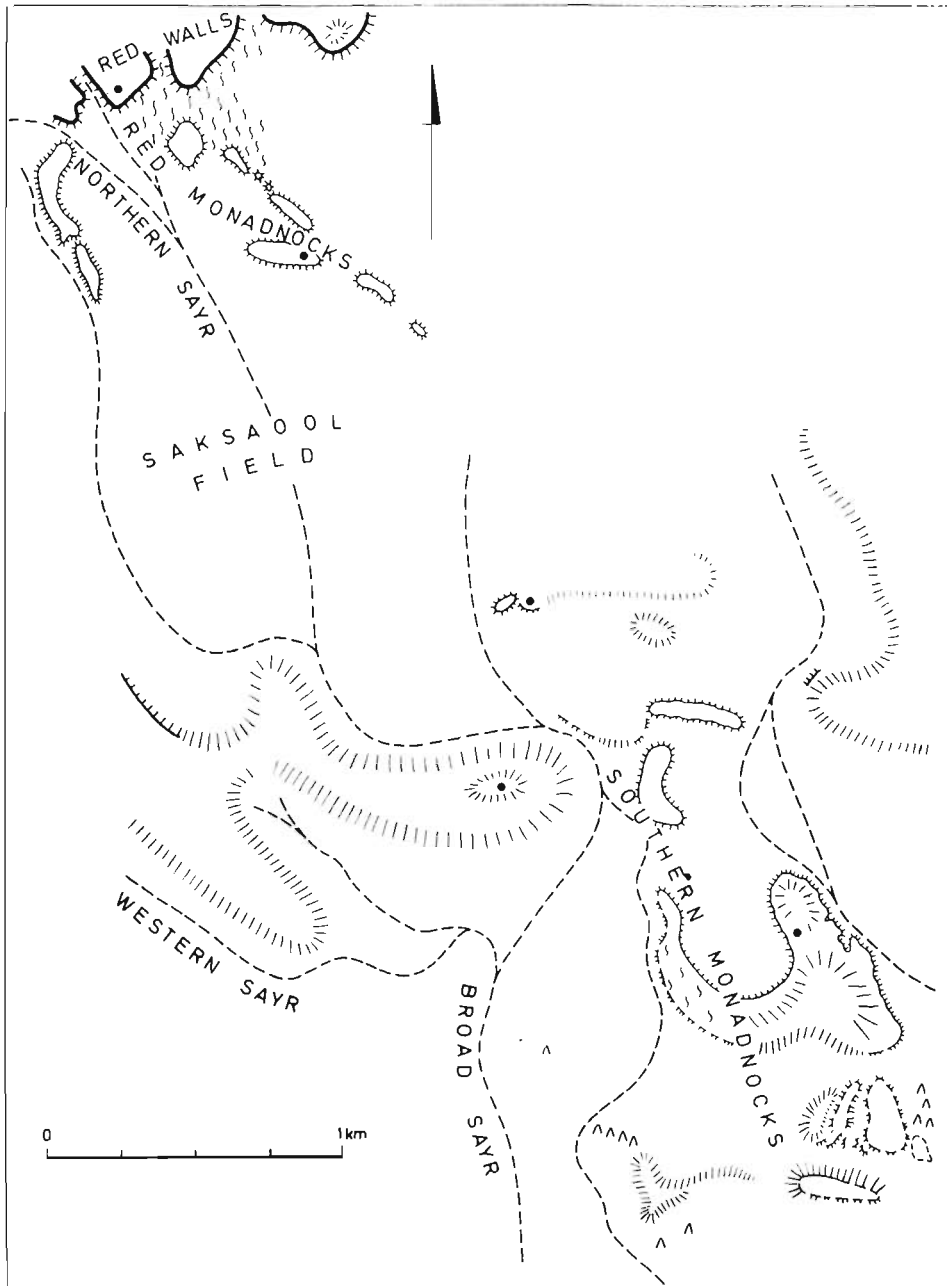 RED WALLS
RED MONADNOCKS
NORTHERN SAYR
SAKSAOOL
FIELD
SOUTHERN MONADNOCKS
WESTERN SAYR
BROAD SAYR
0 1km